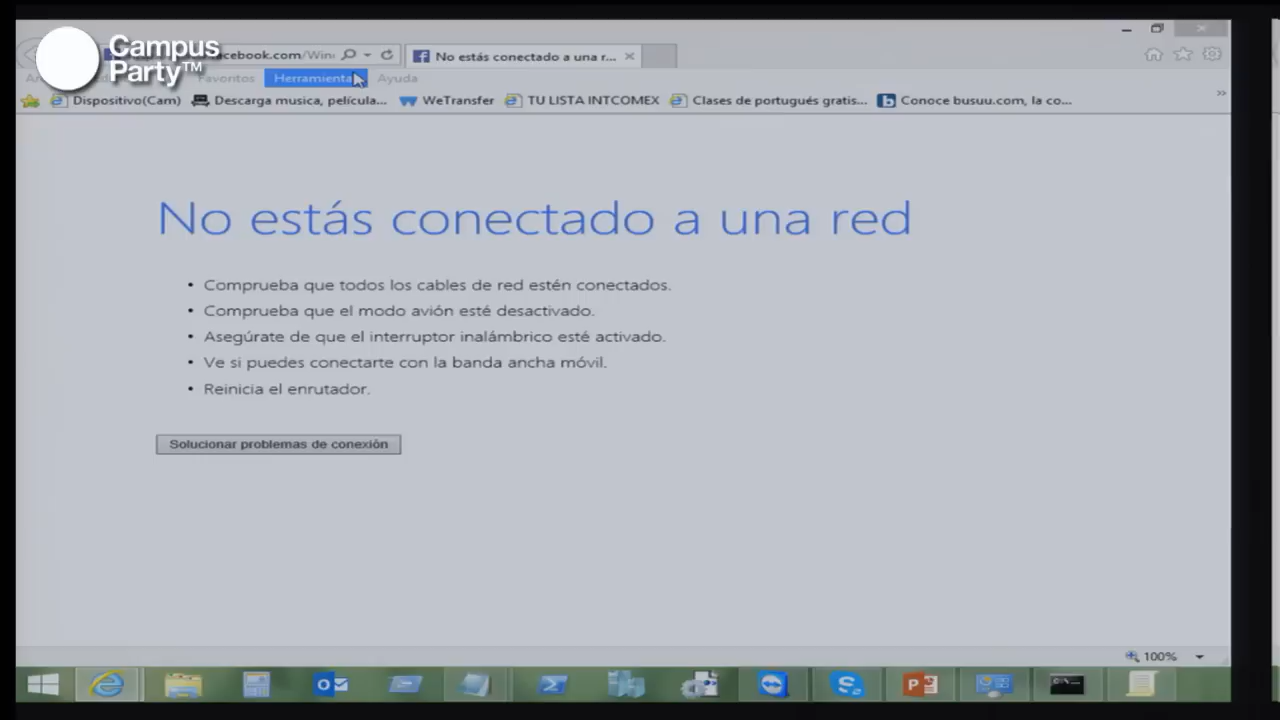 Campus
Party™
cebook.com/Win
No estás conectado a una r...
Favoritos
Herramienta
Ayuda
Dispositivo(Cam)
Descarga musica, película...
WeTransfer
TU LISTA INTCOMEX
Clases de portugués gratis...
Conoce busuu.com, la co...
No estás conectado a una red
• Comprueba que todos los cables de red estén conectados.
• Comprueba que el modo avión esté desactivado.
• Asegúrate de que el interruptor inalámbrico esté activado.
• Ve si puedes conectarte con la banda ancha móvil.
• Reinicia el enrutador.
Solucionar problemas de conexión
100%